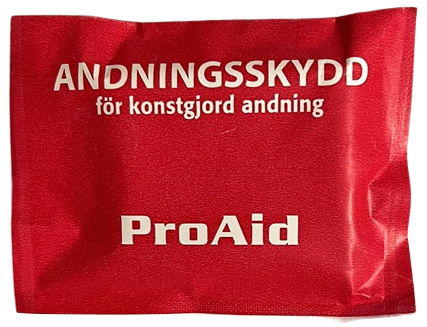 ANDNINGSSKYDD
för konstgjord andning
ProAid